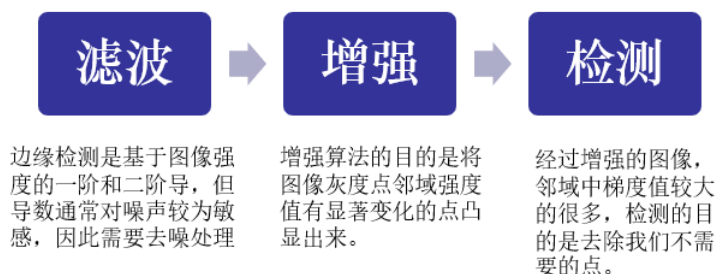 滤波
增强
检测
边缘检测是基于图像强
度的一阶和二阶导，但
导数通常对噪声较为敏
感，因此需要去噪处理
增强算法的目的是将
图像灰度点邻域强度
值有显著变化的点凸
显出来。
经过增强的图像，
邻域中梯度值较大
的很多，检测的目
的是去除我们不需
要的点。